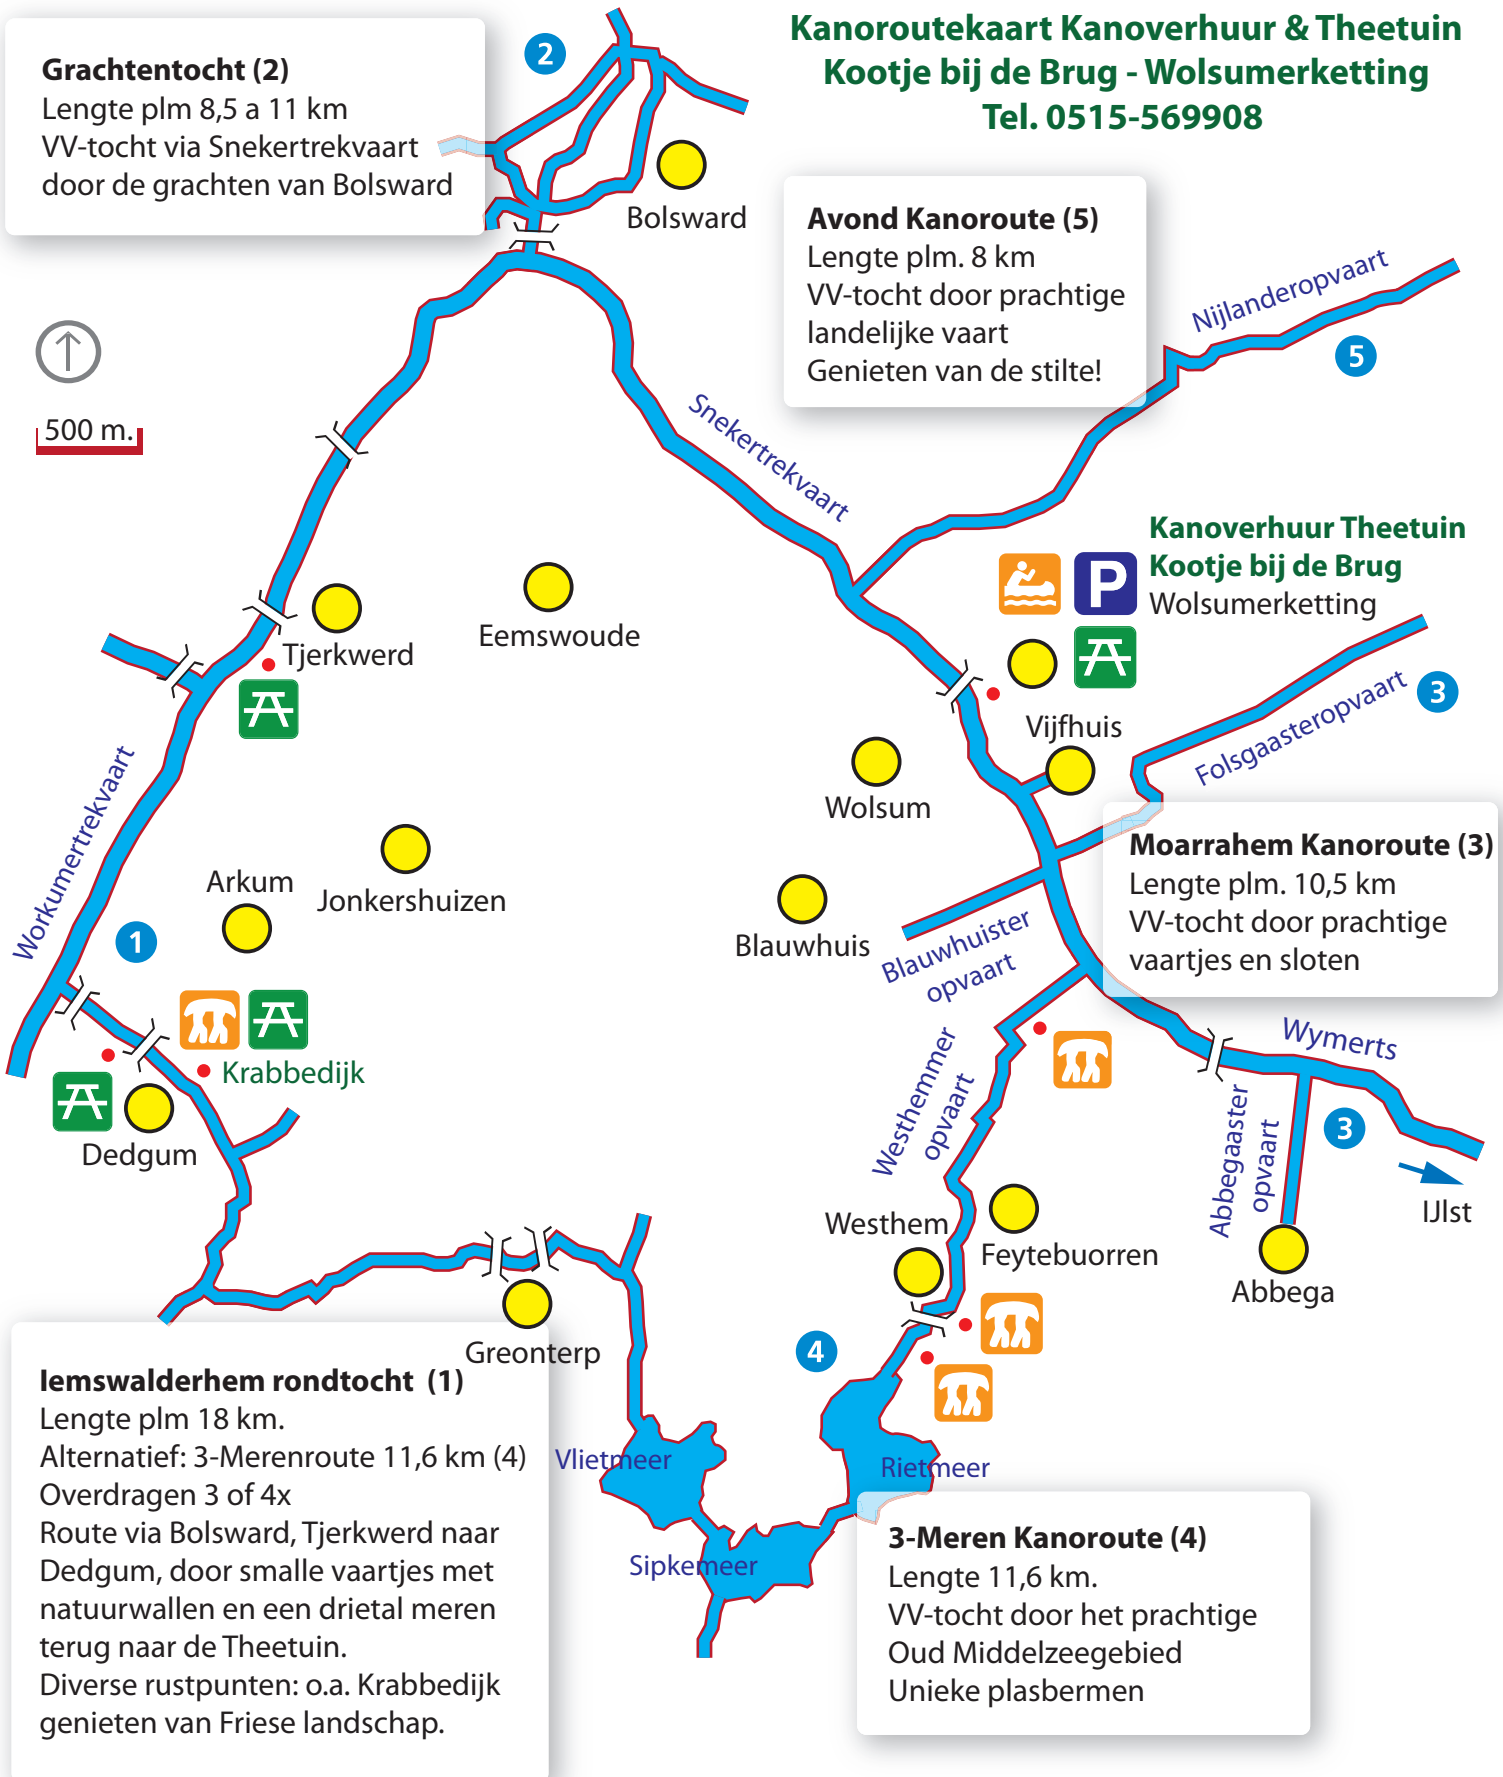 Kanoroutekaart Kanoverhuur & Theetuin
Kootje bij de Brug - Wolsumerketting
Tel. 0515-569908
Grachtentocht (2)
Lengte plm 8,5 a 11 km
VV-tocht via Snekertrekvaart
door de grachten van Bolsward
2
Bolsward
Avond Kanoroute (5)
Lengte plm. 8 km
VV-tocht door prachtige
landelijke vaart
Genieten van de stilte!
Nijlanderopvaart
5
500 m.
Snekertrekvaart
Kanoverhuur Theetuin
Kootje bij de Brug
Wolsumerketting
P
Eemswoude
Tjerkwerd
Vijfhuis
Folsgaasteropvaart
3
Wolsum
Workumertrekvaart
Arkum
Jonkershuizen
1
Blauwhuis
Blauwhuister
opvaart
Moarrahem Kanoroute (3)
Lengte plm. 10,5 km
VV-tocht door prachtige
vaartjes en sloten
Krabbedijk
Dedgum
Westhemmer
opvaart
Wymerts
Abbegaaster
opvaart
3
IJlst
Westhem
Feytebuorren
Abbega
Greonterp
4
Iemswalderhem rondtocht (1)
Lengte plm 18 km.
Alternatief: 3-Merenroute 11,6 km (4)
Overdragen 3 of 4x
Route via Bolsward, Tjerkwerd naar
Dedgum, door smalle vaartjes met
natuurwallen en een drietal meren
terug naar de Theetuin.
Diverse rustpunten: o.a. Krabbedijk
genieten van Friese landschap.
Vlietmeer
Rietmeer
Sipkemeer
3-Meren Kanoroute (4)
Lengte 11,6 km.
VV-tocht door het prachtige
Oud Middelzeegebied
Unieke plasbermen